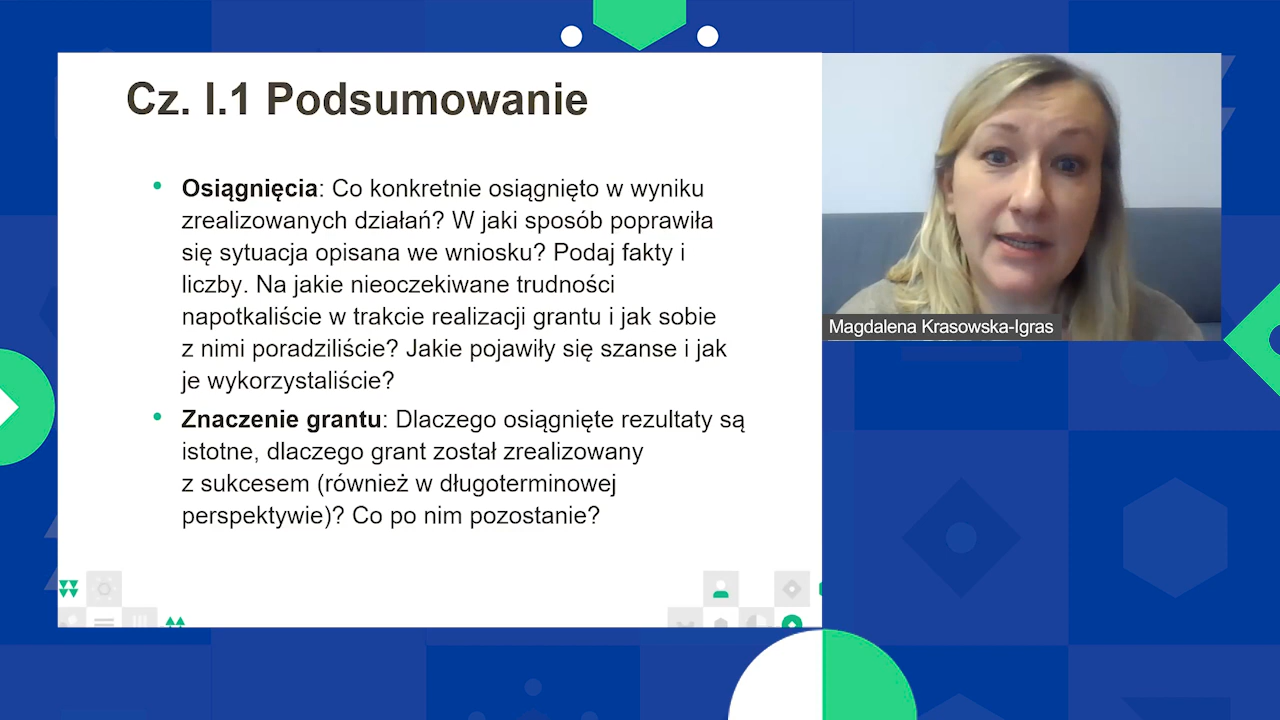 Cz. I.1 Podsumowanie
• Osiągnięcia: Co konkretnie osiągnięto w wyniku
zrealizowanych działań? W jaki sposób poprawiła
się sytuacja opisana we wniosku? Podaj fakty i
liczby. Na jakie nieoczekiwane trudności
napotkaliście w trakcie realizacji grantu i jak sobie
z nimi poradziliście? Jakie pojawiły się szanse i jak
je wykorzystaliście?
• Znaczenie grantu: Dlaczego osiągnięte rezultaty są
istotne, dlaczego grant został zrealizowany
z sukcesem (również w długoterminowej
perspektywie)? Co po nim pozostanie?
Magdalena Krasowska-Igras